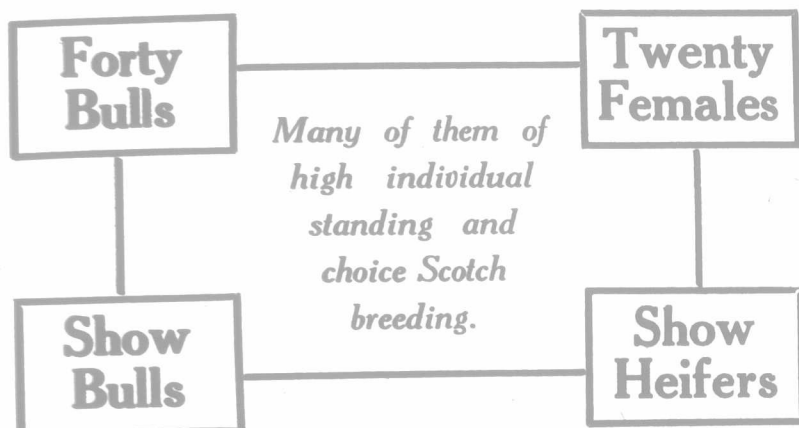 Forty
Bulls
Twenty
Females
Many of them of
high individual
standing and
choice Scotch
breeding.
Show
Bulls
Show
Heifers